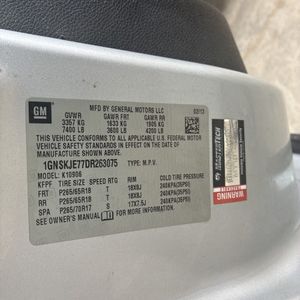 GM
MFD BY GENERAL MOTORS LLC
03/13
GVWR GAWR FRT GAWR RR
3357 KG 1633 KG 1905 KG
7400 LB 3600 LB 4200 LB
THIS VEHICLE CONFORMS TO ALL APPLICABLE U.S. FEDERAL MOTOR
VEHICLE SAFETY STANDARDS IN EFFECT ON THE DATE OF
MANUFACTURE SHOWN ABOVE.
1GNSKJE77DR253075 TYPE: M.P.V.
MODEL: K10906
KFPF TIRE SIZE SPEED RTG RIM COLD TIRE PRESSURE
FRT P265/65R18 T 18X8J 240KPA(35PSI)
RR P265/65R18 T 18X8J 240KPA(35PSI)
SPA P265/70R17 S 17X7.5J 240KPA(35PSI)
SEE OWNER'S MANUAL
MASTERTECH